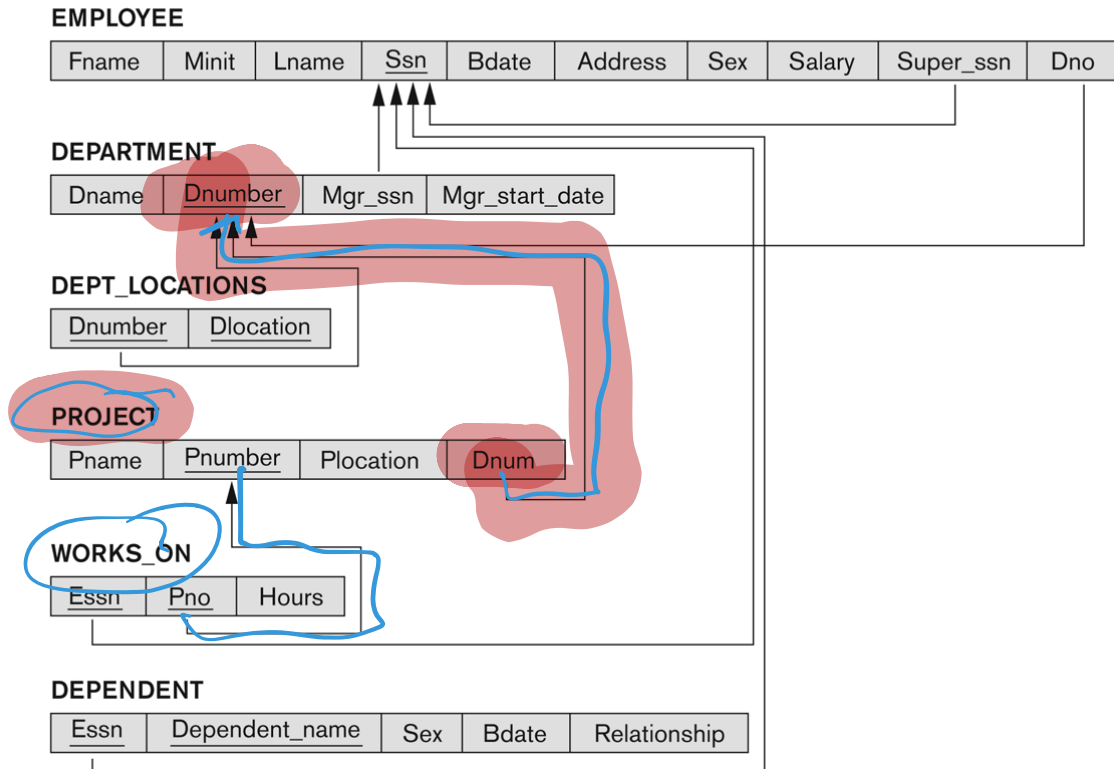 EMPLOYEE
Fname Minit Lname Ssn Bdate Address Sex Salary Super_ssn Dno
DEPARTMENT
Dname Dnumber Mgr_ssn Mgr_start_date
DEPT_LOCATIONS
Dnumber Dlocation
PROJECT
Pname Pnumber Plocation Dnum
WORKS_ON
Essn Pno Hours
DEPENDENT
Essn Dependent_name Sex Bdate Relationship